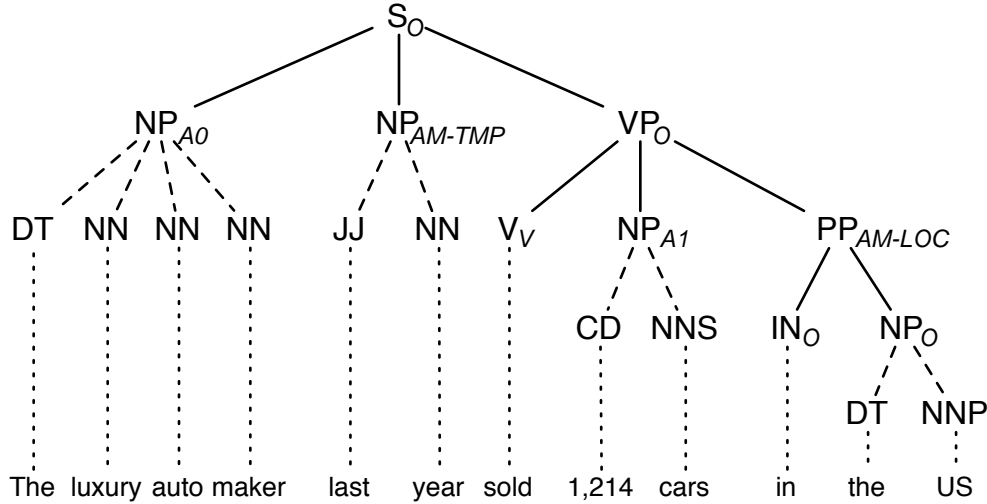 S_O
NP_A0 NP_AM-TMP VP_O
DT NN NN NN JJ NN V_V NP_A1 PP_AM-LOC
CD NNS IN_O NP_O
DT NNP
The luxury auto maker last year sold 1,214 cars in the US